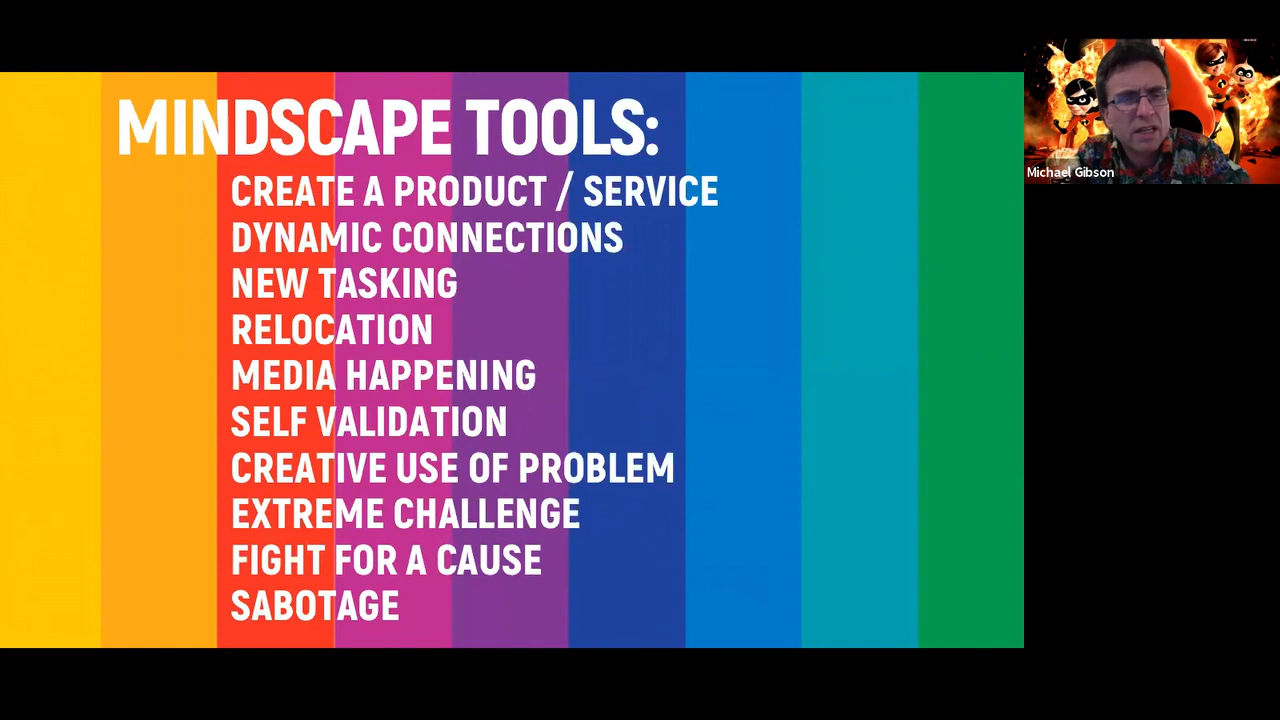 MINDSCAPE TOOLS:
CREATE A PRODUCT / SERVICE
DYNAMIC CONNECTIONS
NEW TASKING
RELOCATION
MEDIA HAPPENING
SELF VALIDATION
CREATIVE USE OF PROBLEM
EXTREME CHALLENGE
FIGHT FOR A CAUSE
SABOTAGE
Michael Gibson